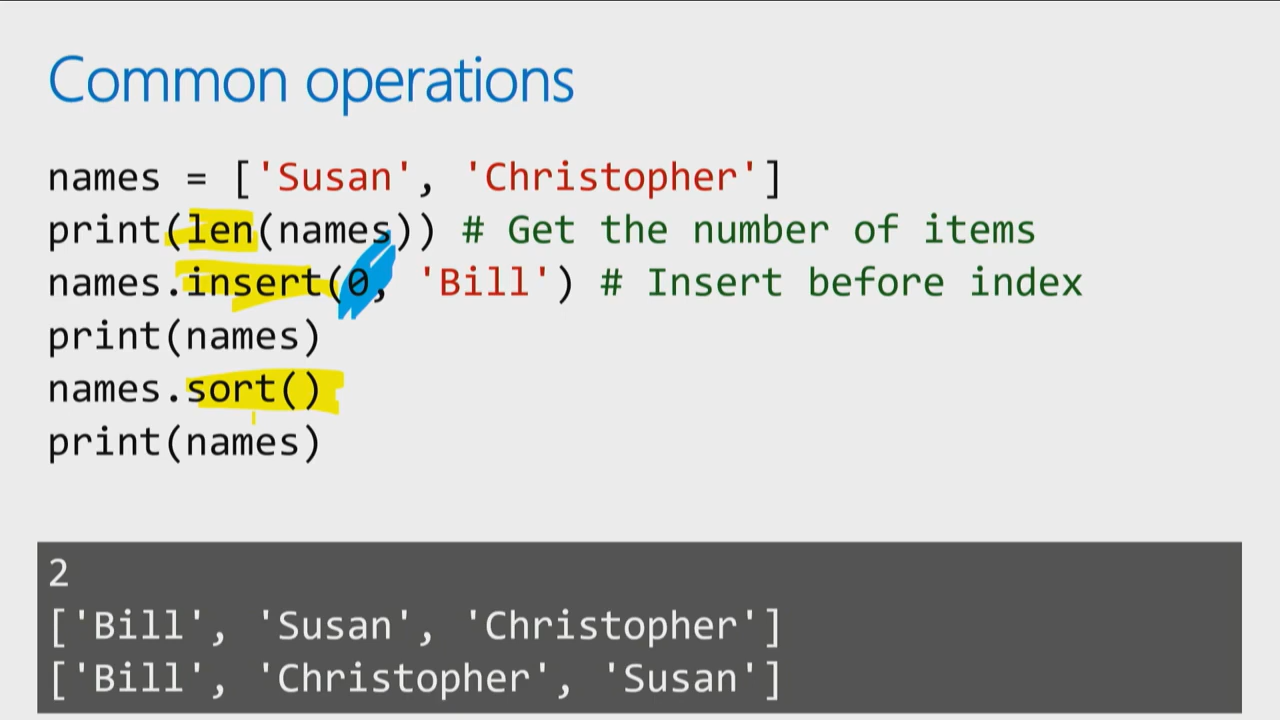 Common operations
names = ['Susan', 'Christopher']
print(len(names)) # Get the number of items
names.insert(0, 'Bill') # Insert before index
print(names)
names.sort()
print(names)
2
['Bill', 'Susan', 'Christopher']
['Bill', 'Christopher', 'Susan']